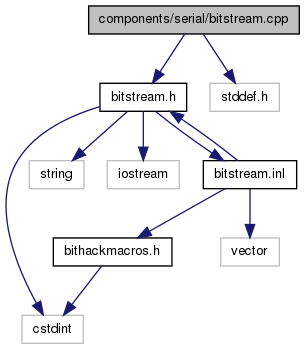 components/serial/bitstream.cpp
bitstream.h
stddef.h
string
iostream
bitstream.inl
bithackmacros.h
vector
cstdint